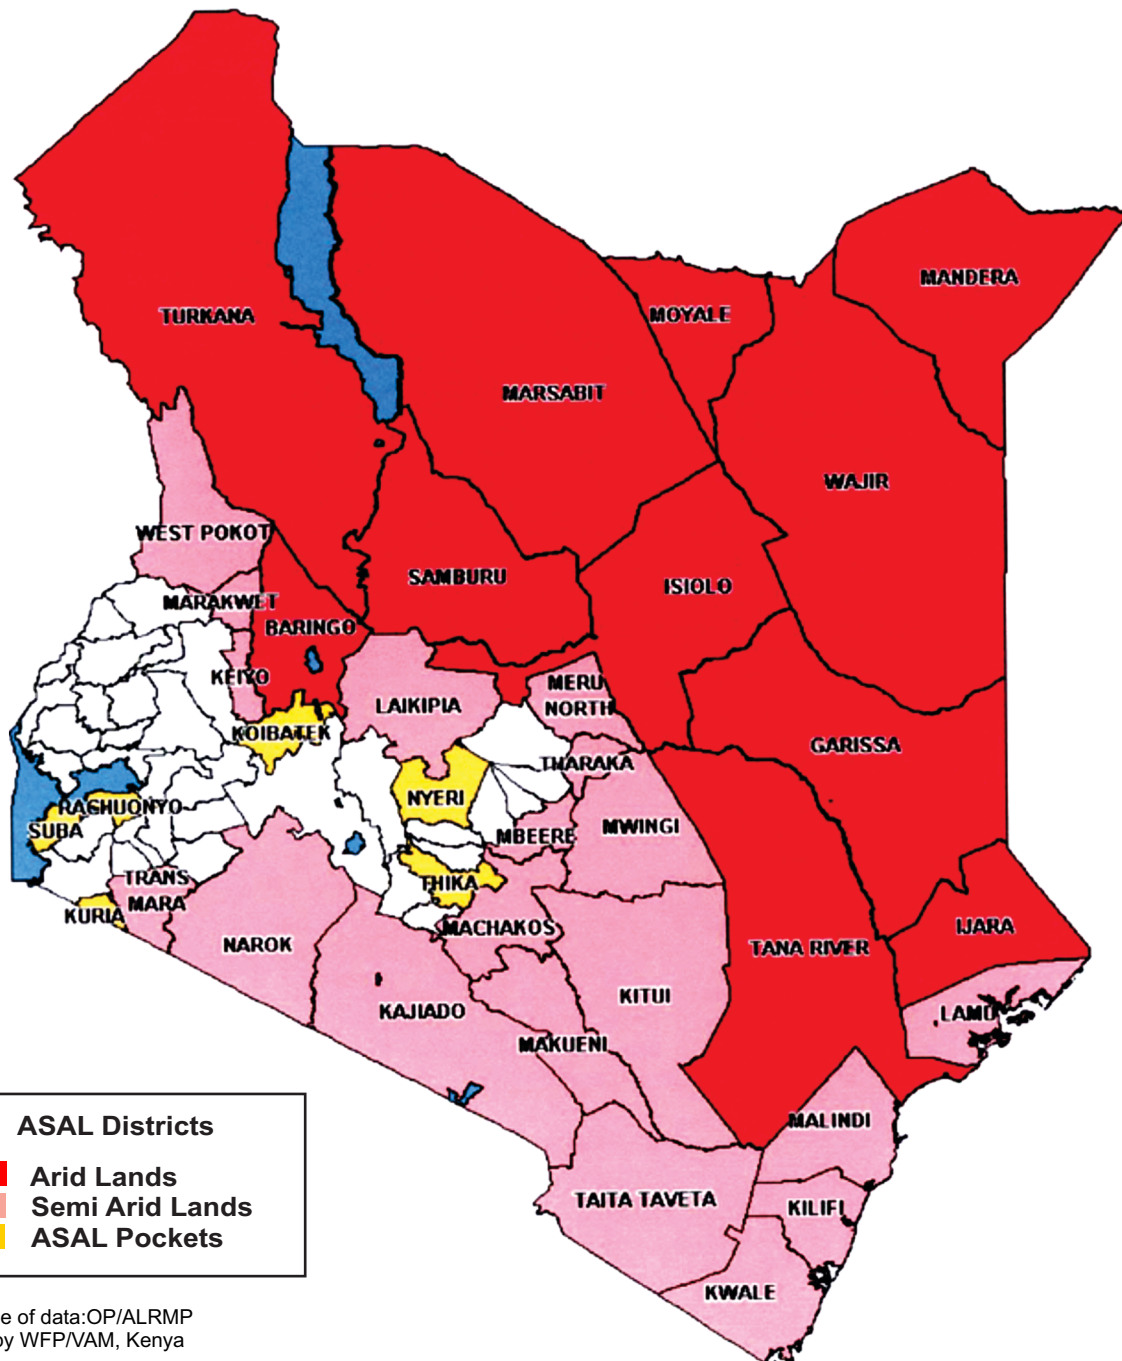 MANDERA
TURKANA
MOYALE
MARSABIT
WAJIR
WEST POKOT
SAMBURU
ISIOLO
MARAKWET
BARINGO
KEIYO
MERU
NORTH
LAIKIPIA
KOIBATEK
GARISSA
THARAKA
NYERI
RACHUONYO
SUBA
MBEERE
MWINGI
TRANS
MARA
THIKA
KURIA
MACHAKOS
IJARA
NAROK
TANA RIVER
KITUI
KAJIADO
LAMU
MAKUENI
MALINDI
TAITA TAVETA
KILIFI
KWALE
ASAL Districts
Arid Lands
Semi Arid Lands
ASAL Pockets
e of data:OP/ALRMP
by WFP/VAM, Kenya